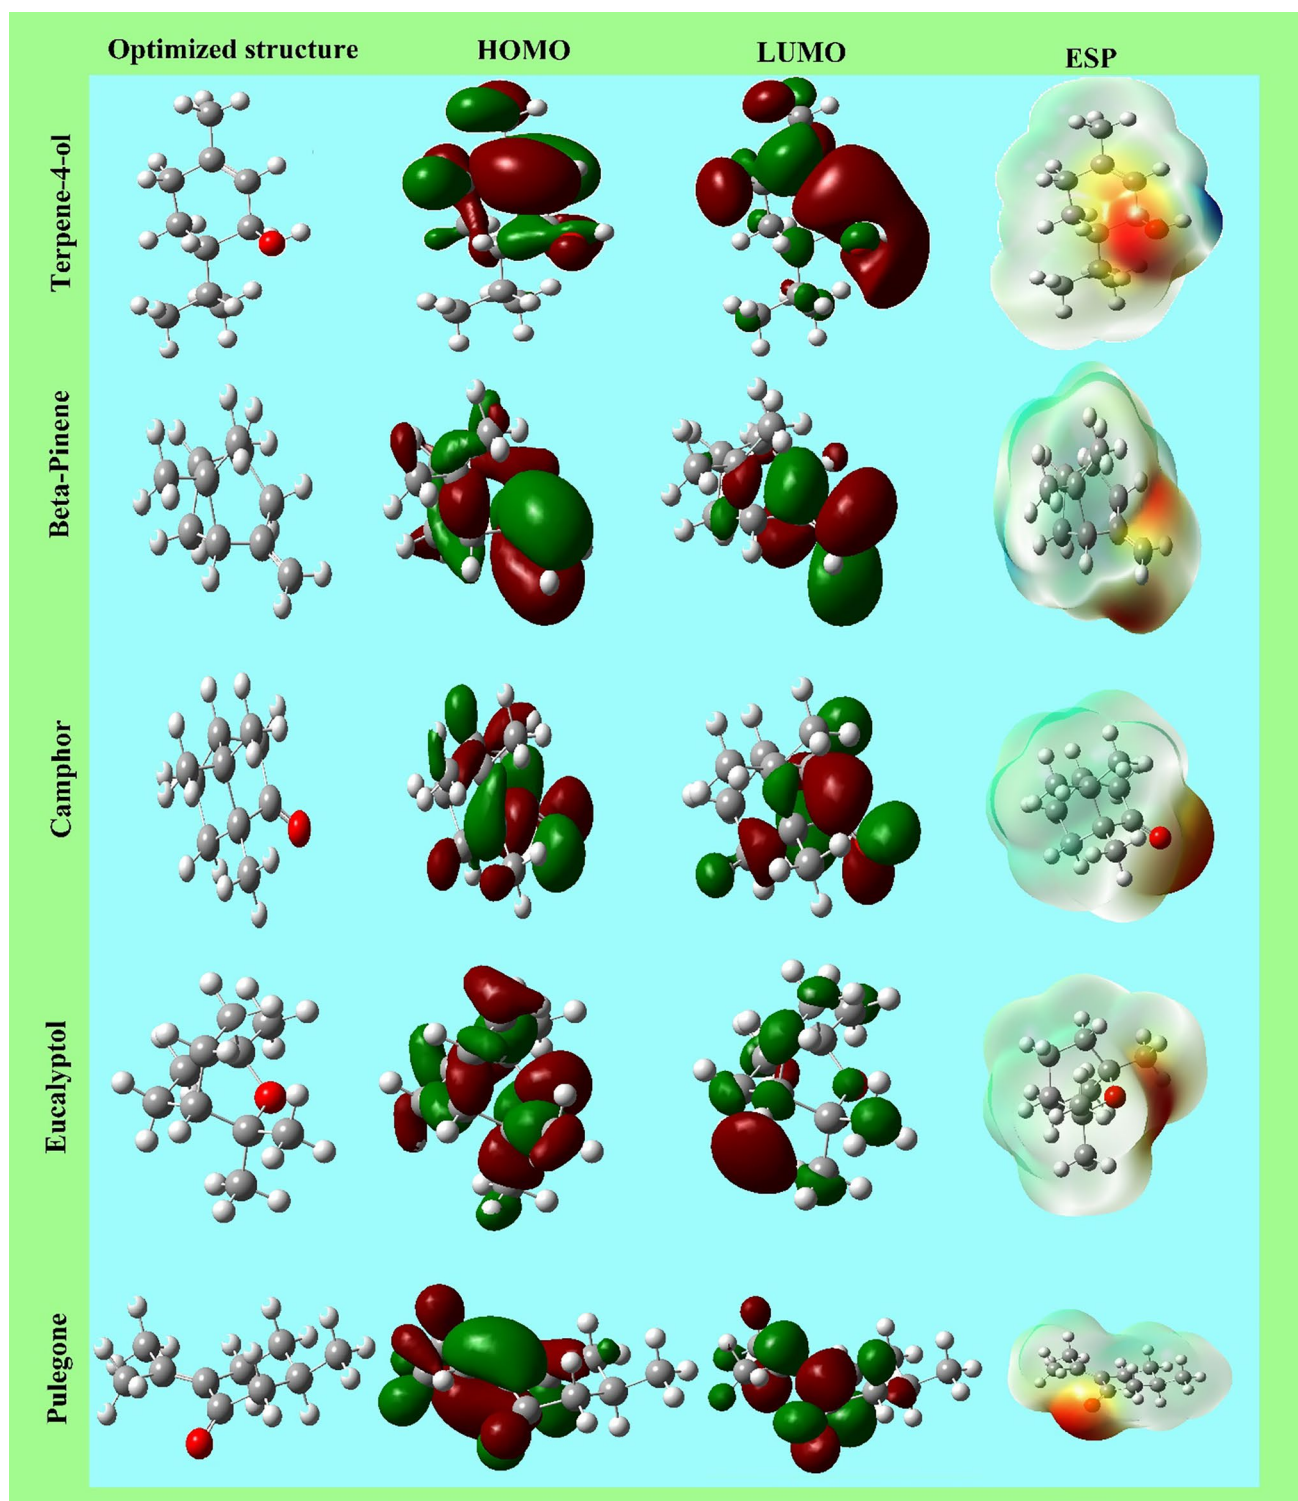 Optimized structure
HOMO
LUMO
ESP
Terpene-4-ol
Beta-Pinene
Camphor
Eucalyptol
Pulegone